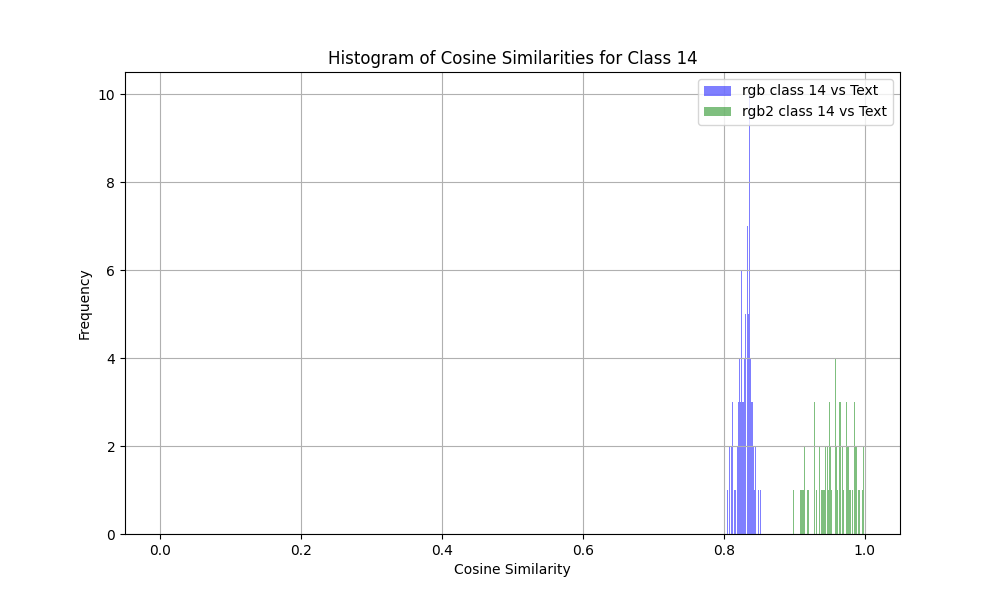 Histogram of Cosine Similarities for Class 14
rgb class 14 vs Text
rgb2 class 14 vs Text
Frequency
10
8
6
4
2
0
0.0 0.2 0.4 0.6 0.8 1.0
Cosine Similarity